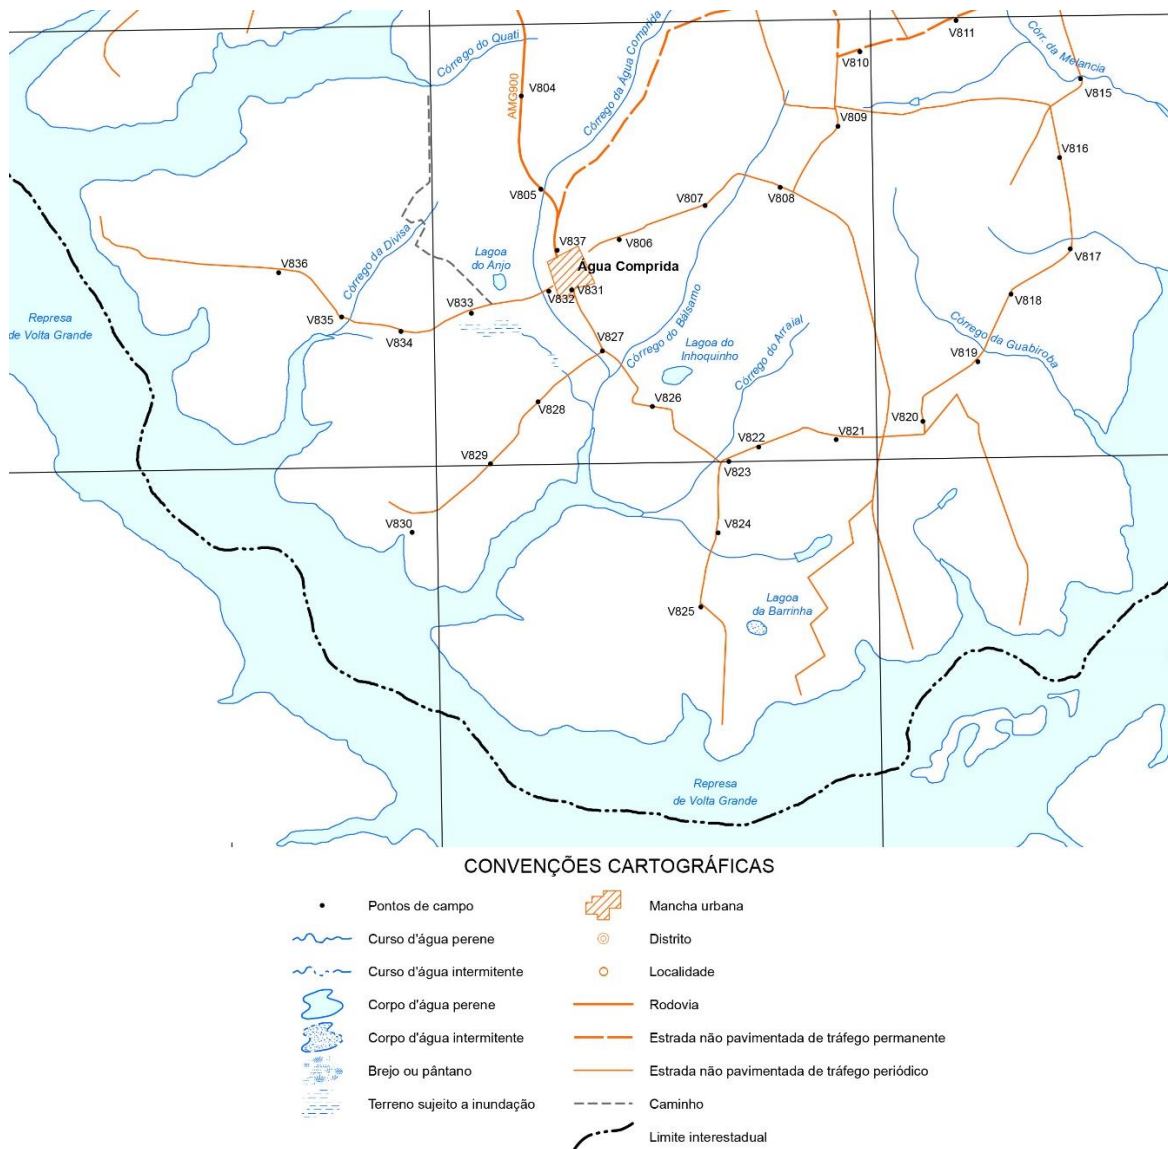 V811
Córrego do Quati
Córrego da Água Comprida
V810
Córr. da Melancia
AMG900
V804
V815
V809
V816
V805
V807
V808
V837
V806
V817
Córrego da Divisa
Lagoa
do Anjo
Água Comprida
V836
V832
V831
V818
V833
Córrego do Bálsamo
Represa
de Volta Grande
V835
V834
V827
Lagoa do
Inhoquinho
Córrego do Arraial
Córrego da Guabiroba
V819
V828
V826
V820
V821
V822
V829
V823
V830
V824
V825
Lagoa
da Barrinha
Represa
de Volta Grande
CONVENÇÕES CARTOGRÁFICAS
Pontos de campo
Mancha urbana
Curso d'água perene
Distrito
Curso d'água intermitente
Localidade
Corpo d'água perene
Rodovia
Corpo d'água intermitente
Estrada não pavimentada de tráfego permanente
Brejo ou pântano
Estrada não pavimentada de tráfego periódico
Terreno sujeito a inundação
Caminho
Limite interestadual